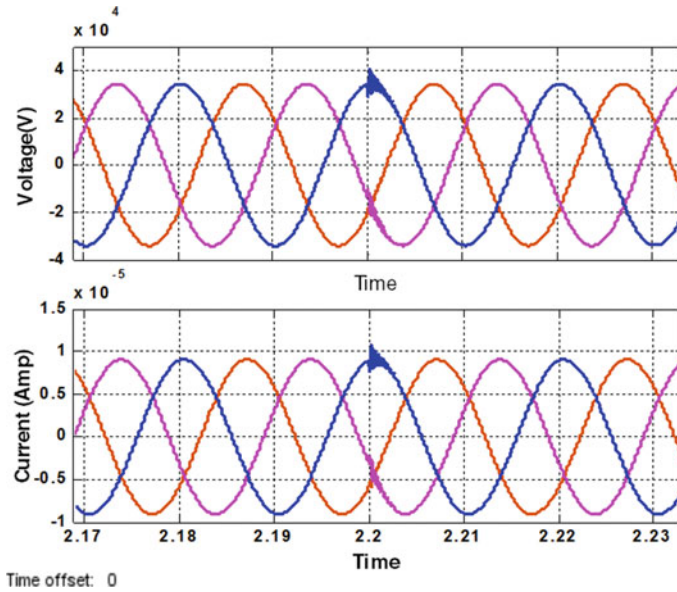 x 10 4
4
2
0
-2
-4
Voltage(V)
Time
x 10 -5
1.5
1
0.5
0
-0.5
-1
Current (Amp)
2.17 2.18 2.19 2.2 2.21 2.22 2.23
Time
Time offset: 0